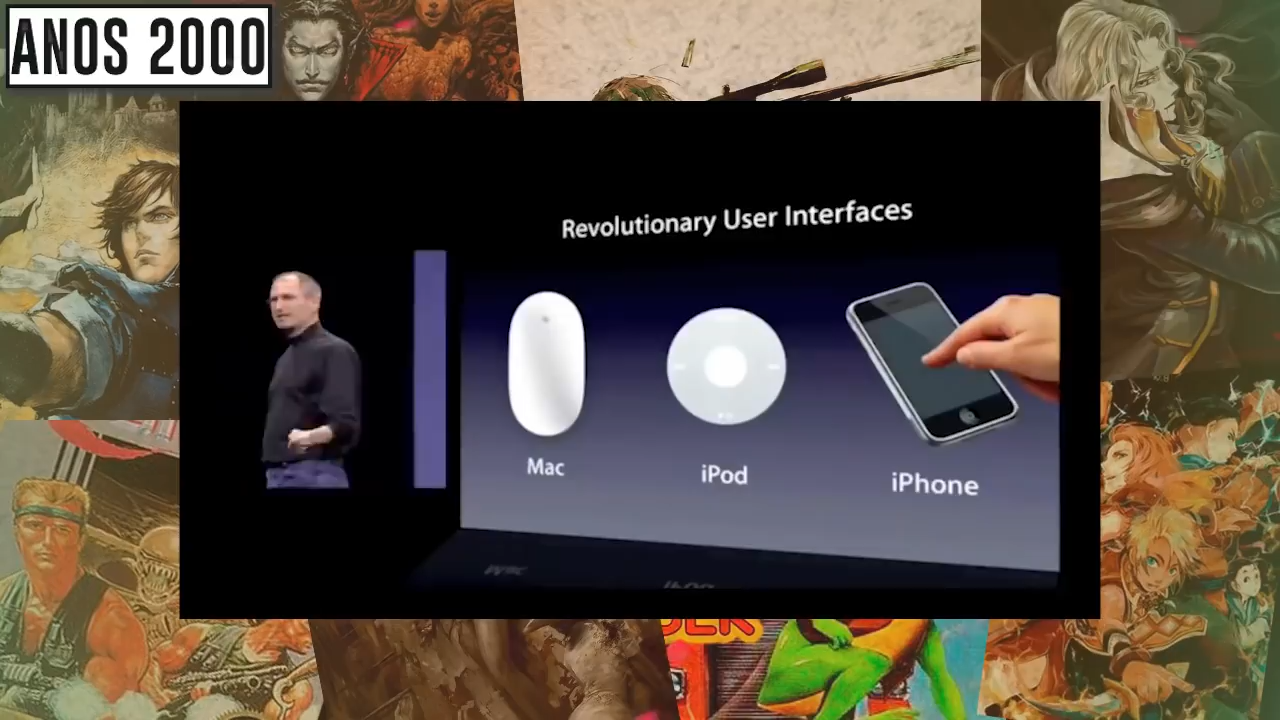 ANOS 2000
Revolutionary User Interfaces
Mac
iPod
iPhone